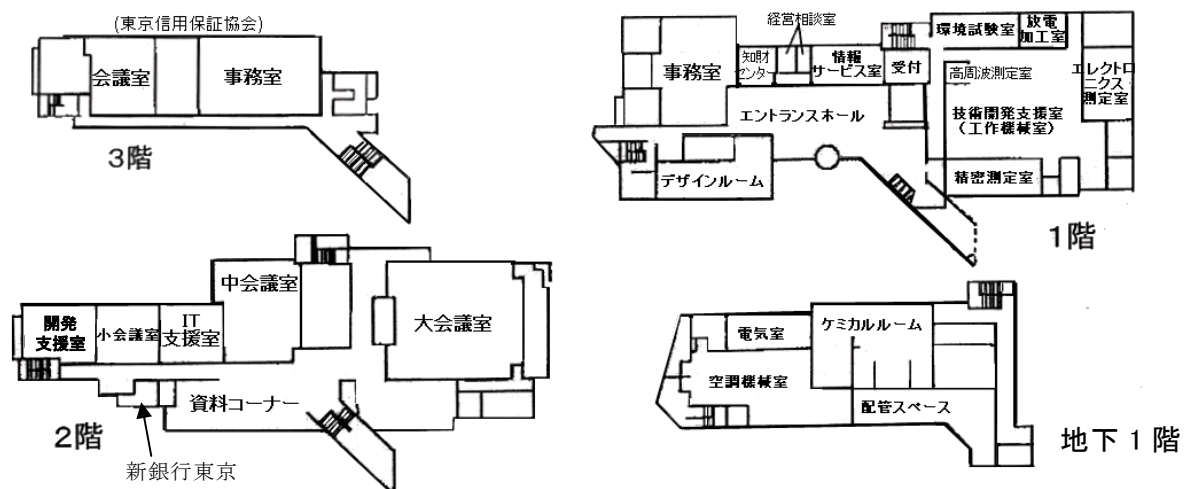 (東京信用保証協会)
会議室
事務室
3階
経営相談室
事務室
知財
センター
情報
サービス室
受付
環境試験室
放電
加工室
高周波測定室
エレクトロ
ニクス
測定室
エントランスホール
技術開発支援室
(工作機械室)
デザインルーム
精密測定室
1階
中会議室
大会議室
開発
支援室
小会議室
IT
支援室
資料コーナー
2階
新銀行東京
電気室
ケミカルルーム
空調機械室
配管スペース
地下1階